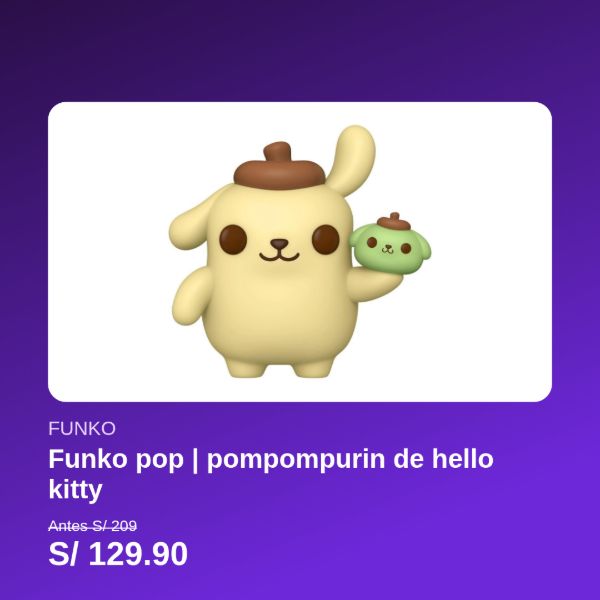 FUNKO
Funko pop | pompompurin de hello
kitty
Antes S/ 209
S/ 129.90